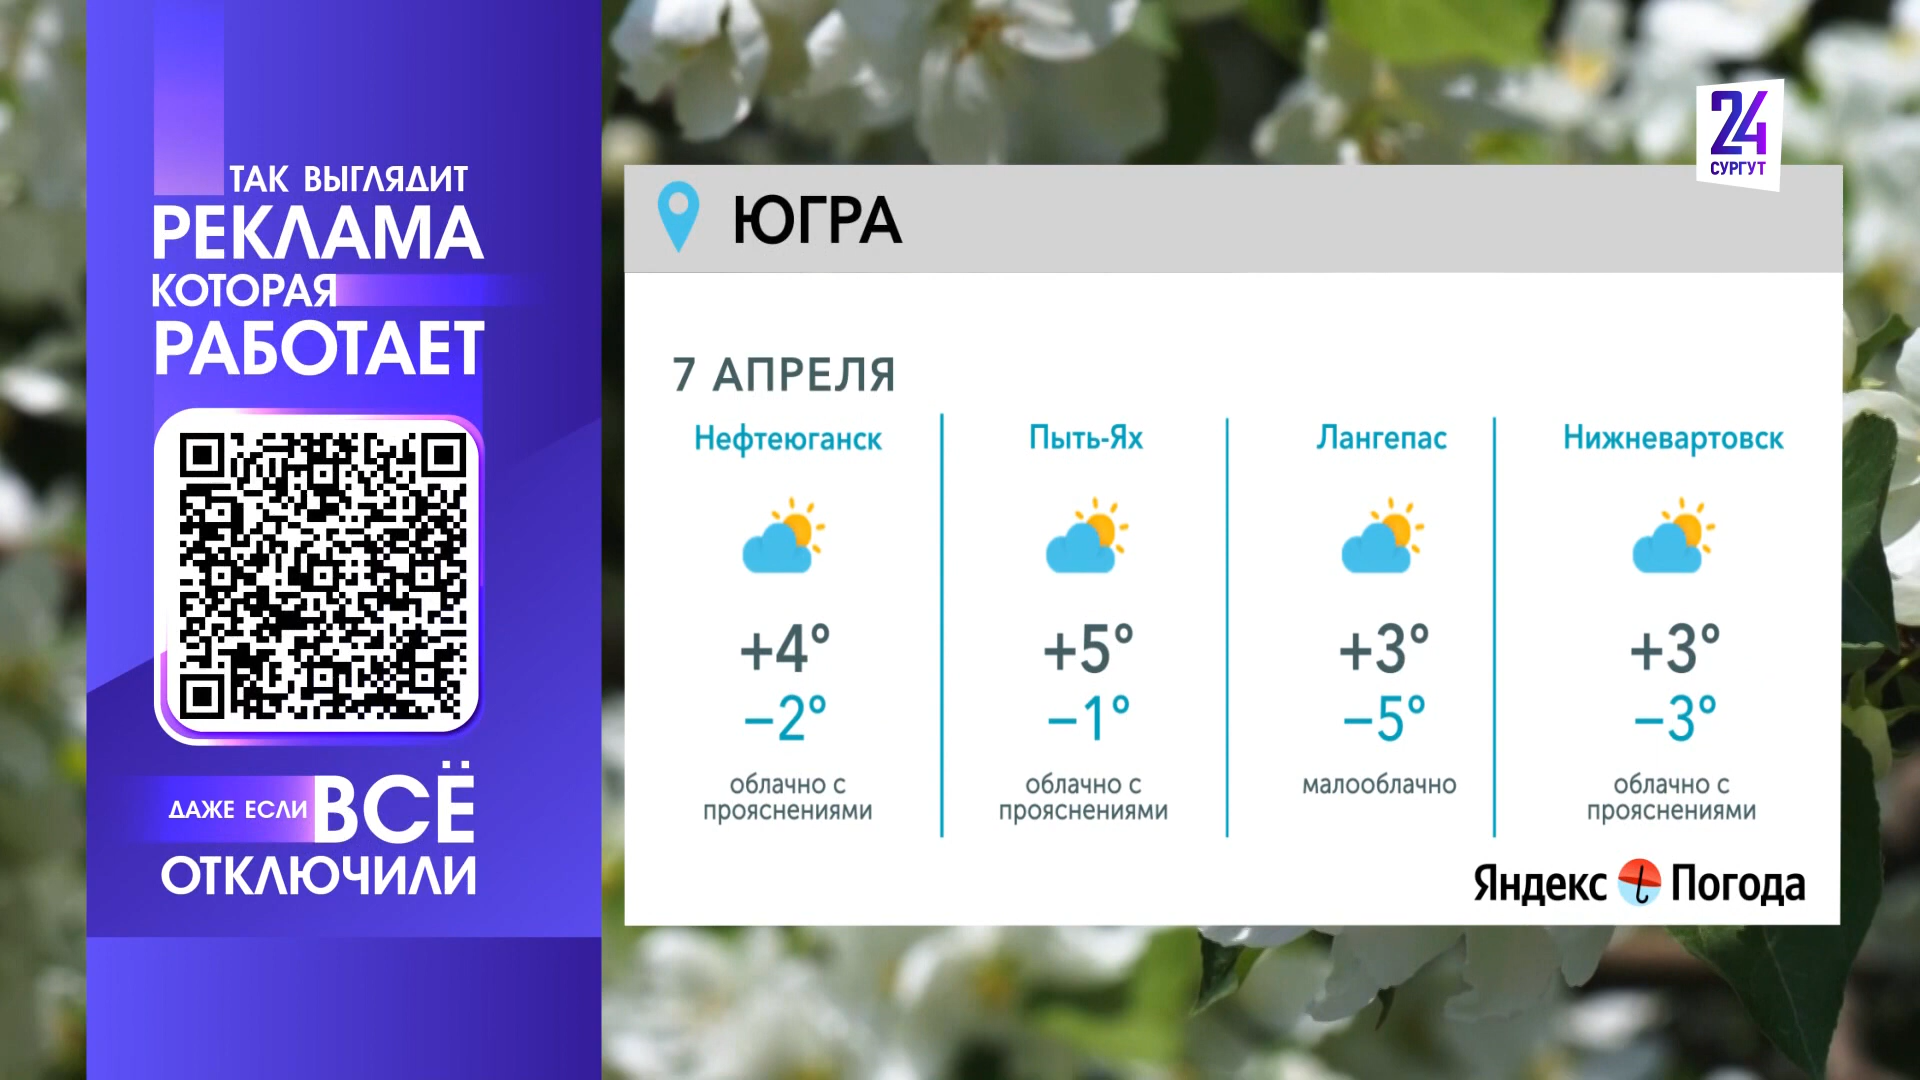 ТАК ВЫГЛЯДИТ
РЕКЛАМА
КОТОРАЯ
РАБОТАЕТ
ДАЖЕ ЕСЛИ ВСЁ
ОТКЛЮЧИЛИ
24
СУРГУТ
ЮГРА
7 АПРЕЛЯ
Нефтеюганск
+4°
−2°
облачно с
прояснениями
Пыть-Ях
+5°
−1°
облачно с
прояснениями
Лангепас
+3°
−5°
малооблачно
Нижневартовск
+3°
−3°
облачно с
прояснениями
Яндекс Погода